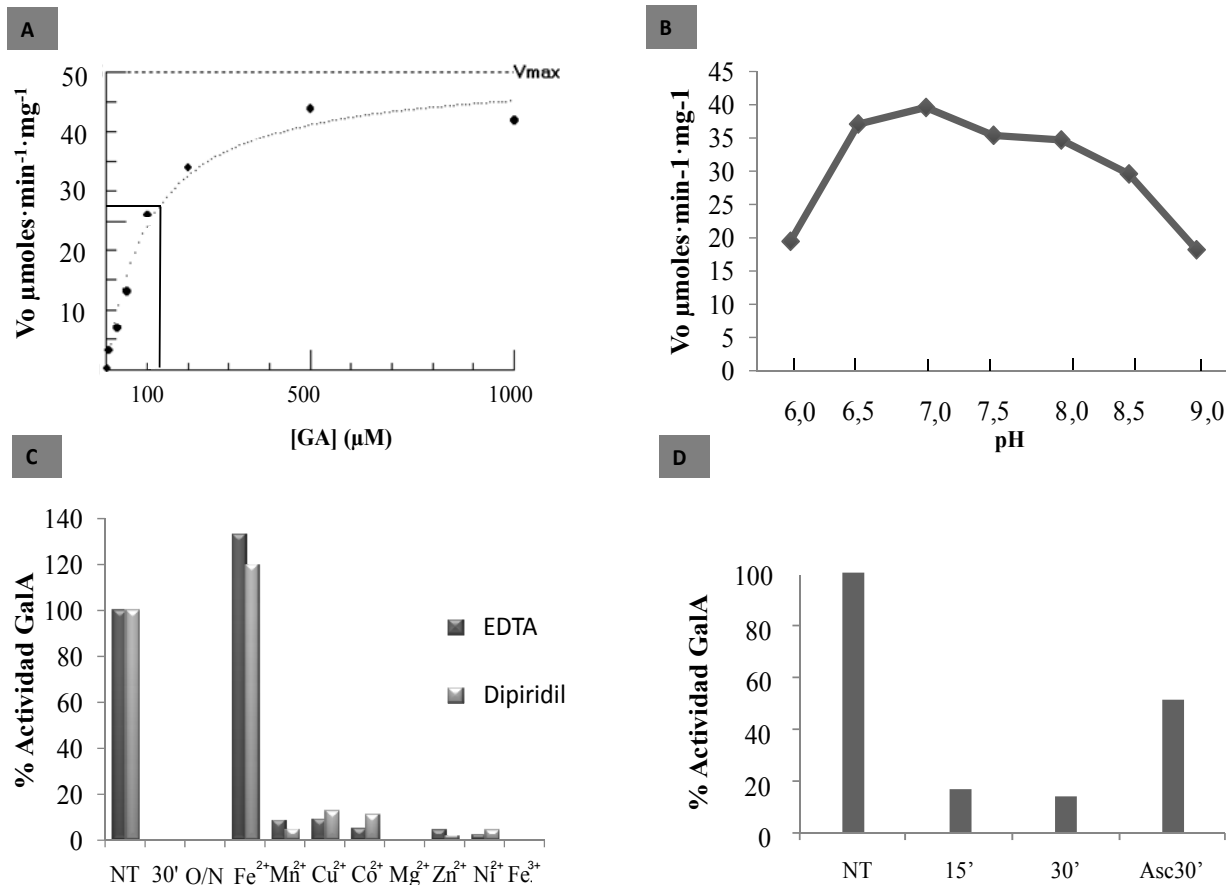 A
Vo µmoles·min⁻¹·mg⁻¹
50
40
30
20
10
Vmax
100 500 1000
[GA] (µM)
B
Vo µmoles·min-1·mg-1
45
40
35
30
25
20
15
10
5
0
6,0 6,5 7,0 7,5 8,0 8,5 9,0
pH
C
% Actividad GalA
140
120
100
80
60
40
20
0
EDTA
Dipiridil
NT 30' O/N Fe²⁺ Mn²⁺ Cu²⁺ Co²⁺ Mg²⁺ Zn²⁺ Ni²⁺ Fe³⁺
D
% Actividad GalA
100
80
60
40
20
0
NT 15’ 30’ Asc30’